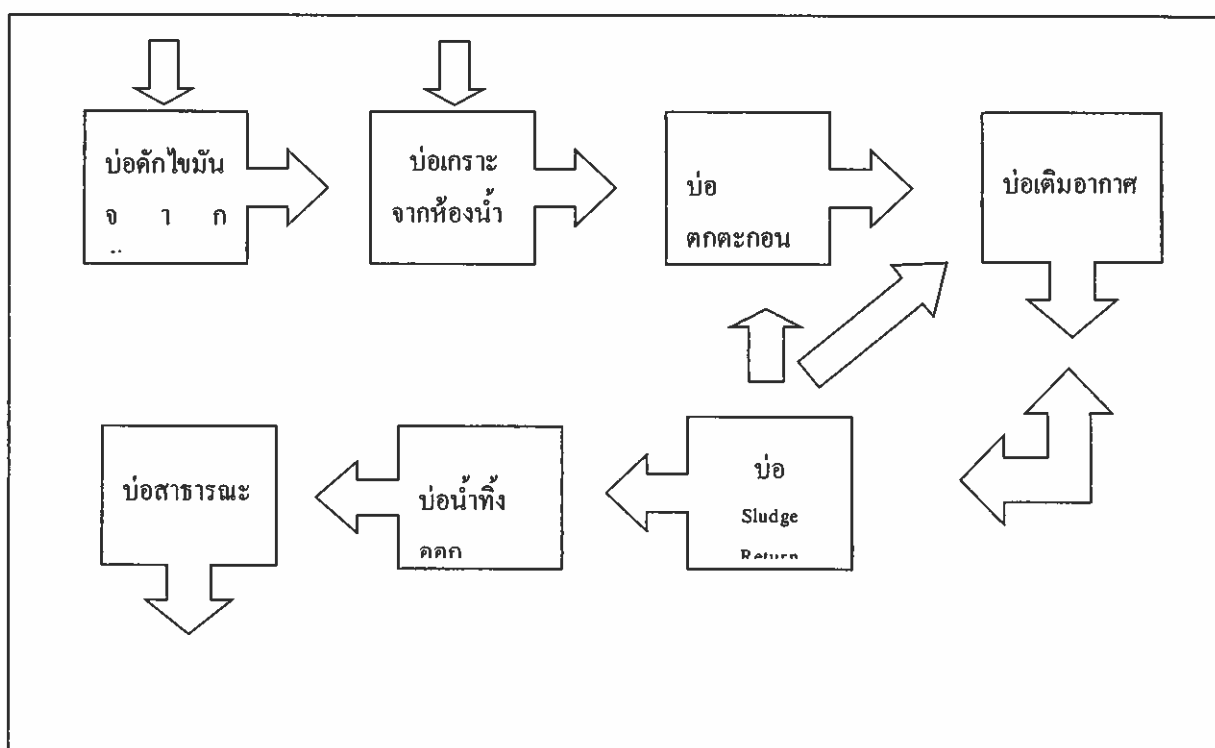 บ่อดักไขมัน
จ า ก
บ่อเกราะ
จากห้องน้ำ
บ่อ
ตกตะกอน
บ่อเติมอากาศ
บ่อสาธารณะ
บ่อน้ำทิ้ง
บ่อ
Sludge
Return